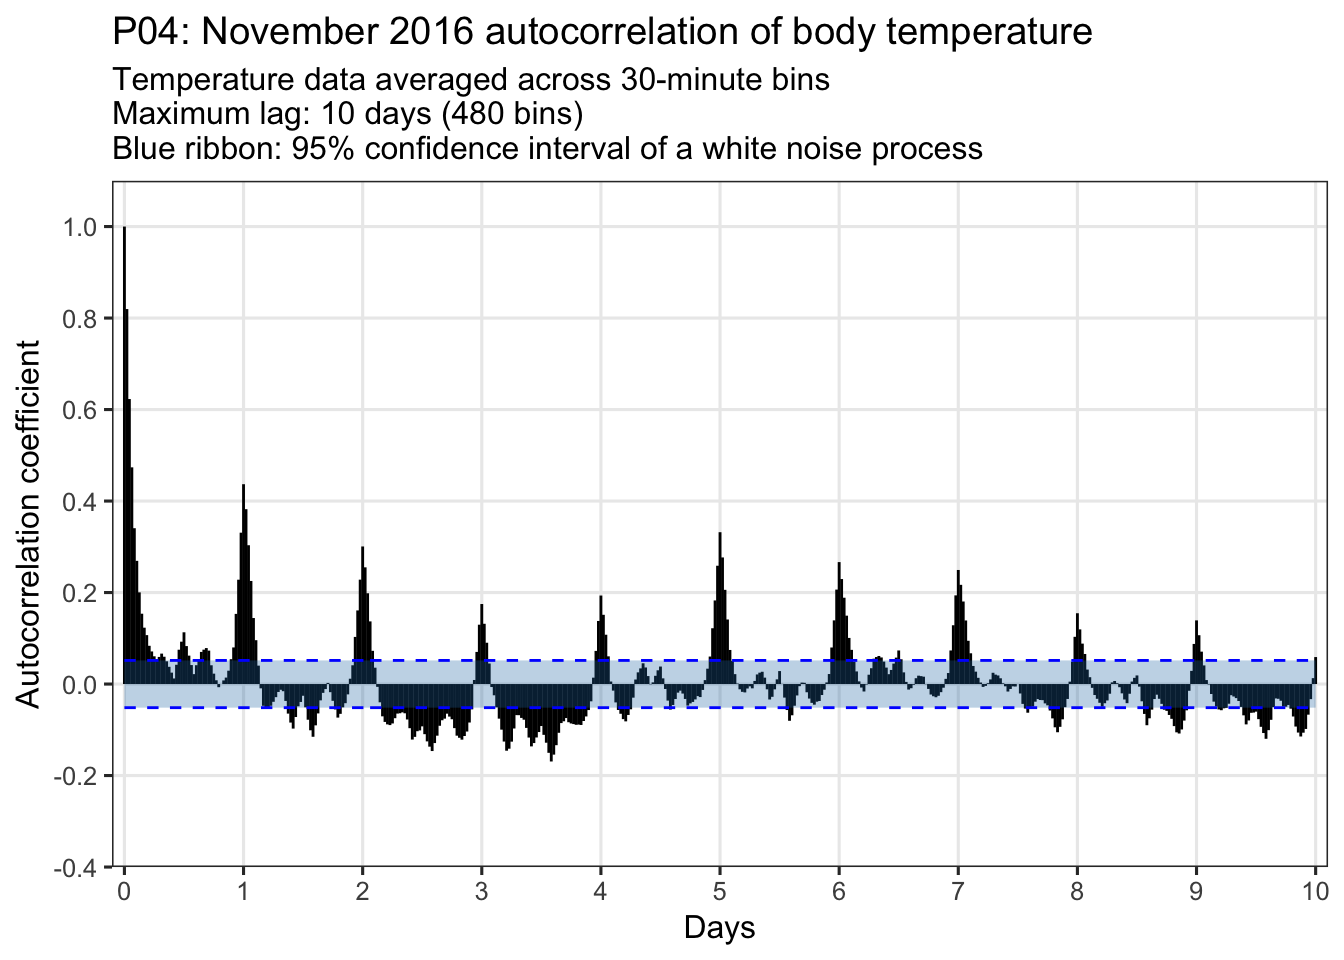 P04: November 2016 autocorrelation of body temperature
Temperature data averaged across 30-minute bins
Maximum lag: 10 days (480 bins)
Blue ribbon: 95% confidence interval of a white noise process
Autocorrelation coefficient
1.0
0.8
0.6
0.4
0.2
0.0
-0.2
-0.4
0 1 2 3 4 5 6 7 8 9 10
Days